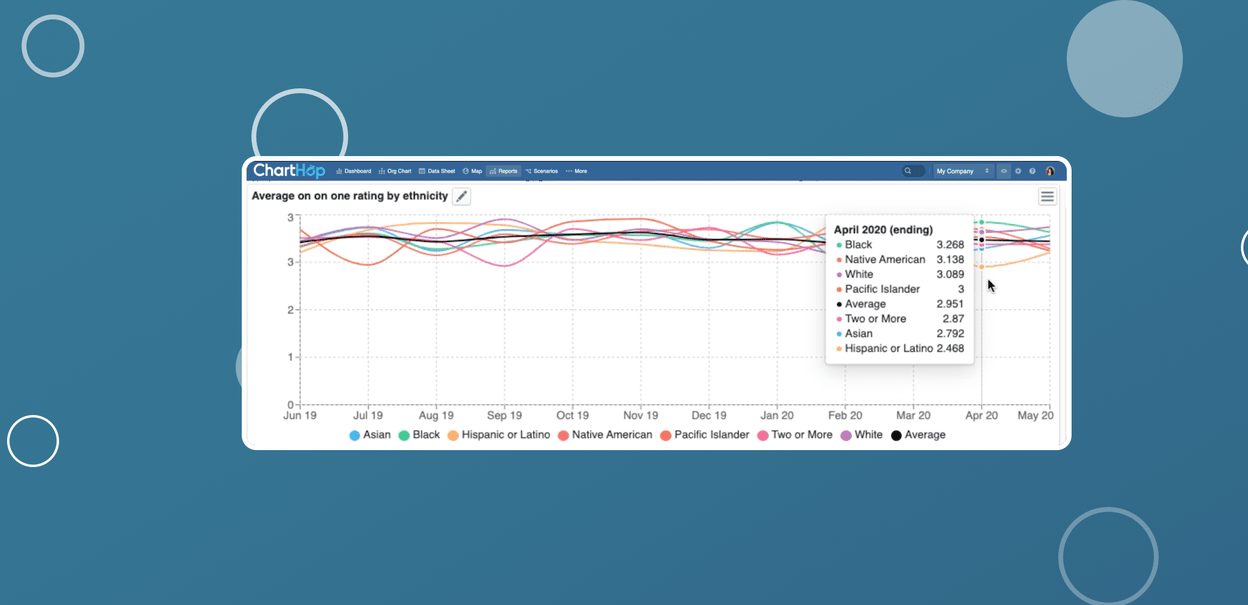 ChartHop Dashboard Org Chart Data Sheet Map Reports Scenarios More My Company
Average on on one rating by ethnicity
3
3
2
1
0
April 2020 (ending)
Black 3.268
Native American 3.138
White 3.089
Pacific Islander 3
Average 2.951
Two or More 2.87
Asian 2.792
Hispanic or Latino 2.468
Jun 19 Jul 19 Aug 19 Sep 19 Oct 19 Nov 19 Dec 19 Jan 20 Feb 20 Mar 20 Apr 20 May 20
Asian Black Hispanic or Latino Native American Pacific Islander Two or More White Average